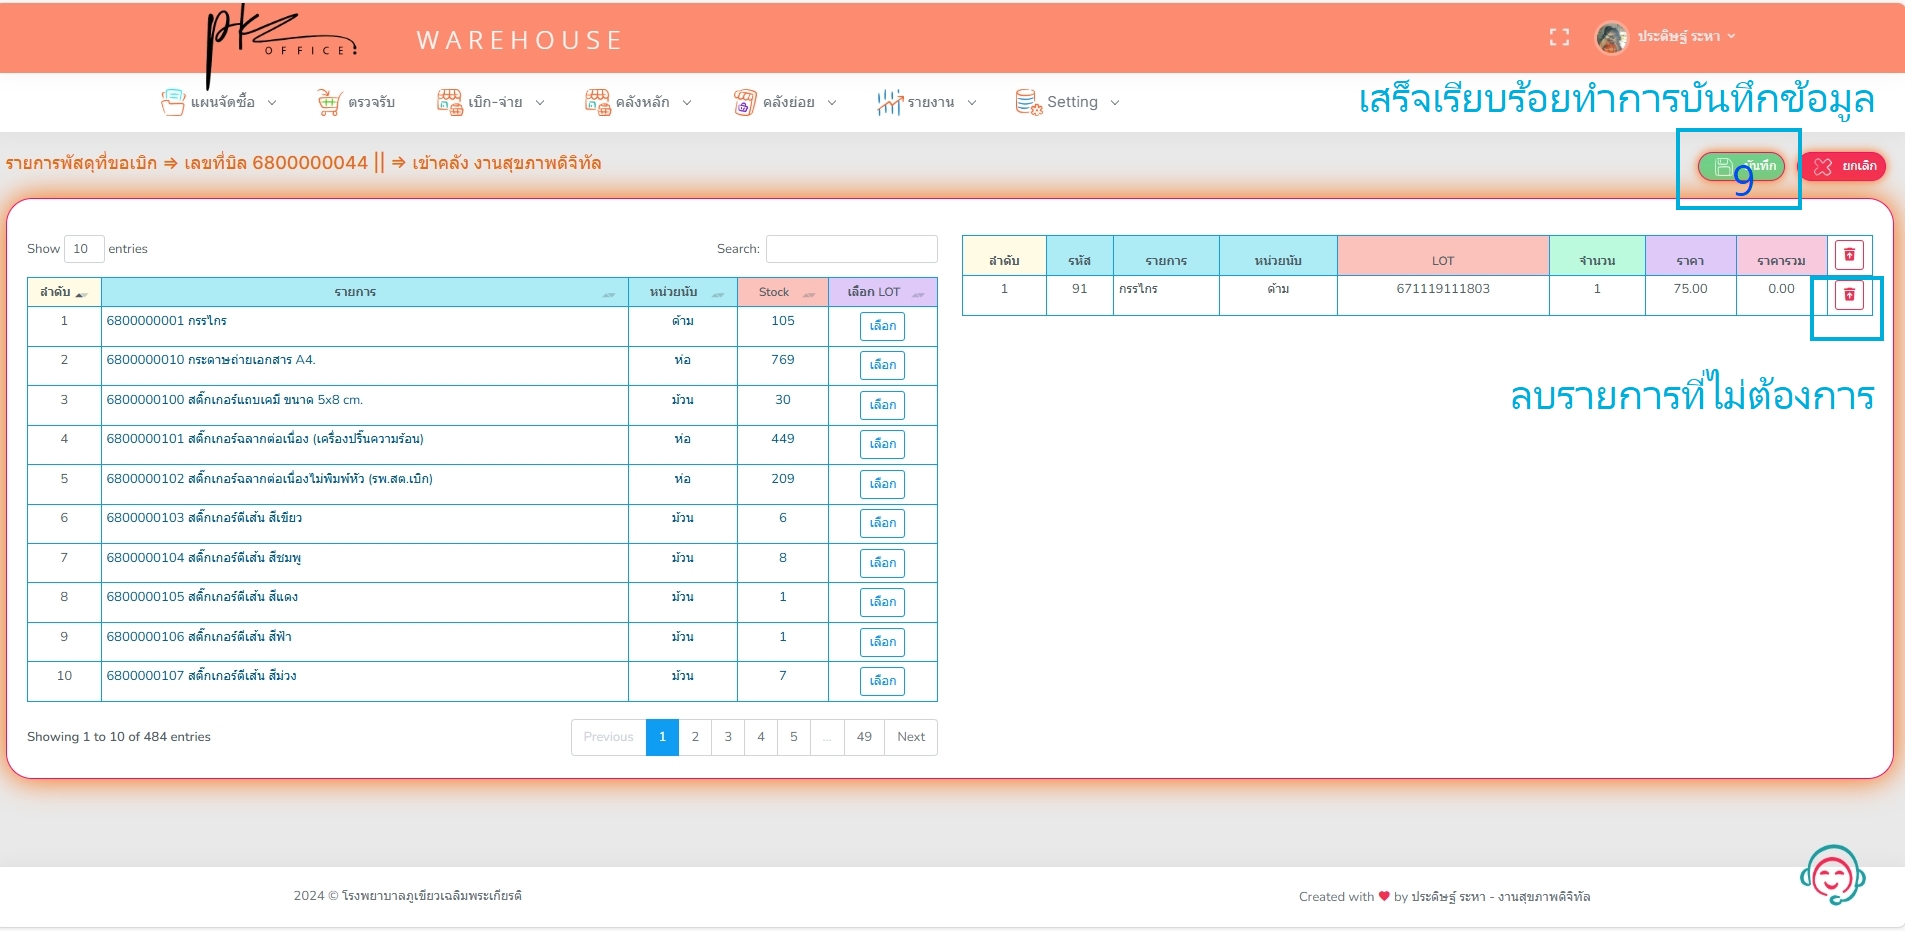 pk OFFICE
WAREHOUSE
ประดิษฐ์ ระหา
แผนจัดซื้อ ตรวจรับ เบิก-จ่าย คลังหลัก คลังย่อย รายงาน Setting
เสร็จเรียบร้อยทำการบันทึกข้อมูล
รายการพัสดุที่ขอเบิก ⇒ เลขที่บิล 6800000044 || ⇒ เข้าคลัง งานสุขภาพดิจิทัล
9
ยกเลิก
Show 10 entries
Search:
ลำดับ รายการ หน่วยนับ Stock เลือก LOT
1 6800000001 กรรไกร ด้าม 105 เลือก
2 6800000010 กระดาษถ่ายเอกสาร A4. ห่อ 769 เลือก
3 6800000100 สติ๊กเกอร์แถบเคมี ขนาด 5x8 cm. ม้วน 30 เลือก
4 6800000101 สติ๊กเกอร์ฉลากต่อเนื่อง (เครื่องปริ้นความร้อน) ห่อ 449 เลือก
5 6800000102 สติ๊กเกอร์ฉลากต่อเนื่องไม่พิมพ์หัว (รพ.สต.เบิก) ห่อ 209 เลือก
6 6800000103 สติ๊กเกอร์ตีเส้น สีเขียว ม้วน 6 เลือก
7 6800000104 สติ๊กเกอร์ตีเส้น สีชมพู ม้วน 8 เลือก
8 6800000105 สติ๊กเกอร์ตีเส้น สีแดง ม้วน 1 เลือก
9 6800000106 สติ๊กเกอร์ตีเส้น สีฟ้า ม้วน 1 เลือก
10 6800000107 สติ๊กเกอร์ตีเส้น สีม่วง ม้วน 7 เลือก
Showing 1 to 10 of 484 entries
Previous 1 2 3 4 5 ... 49 Next
ลำดับ รหัส รายการ หน่วยนับ LOT จำนวน ราคา ราคารวม
1 91 กรรไกร ด้าม 671119111803 1 75.00 0.00
ลบรายการที่ไม่ต้องการ
2024 © โรงพยาบาลภูเขียวเฉลิมพระเกียรติ
Created with ♥ by ประดิษฐ์ ระหา - งานสุขภาพดิจิทัล